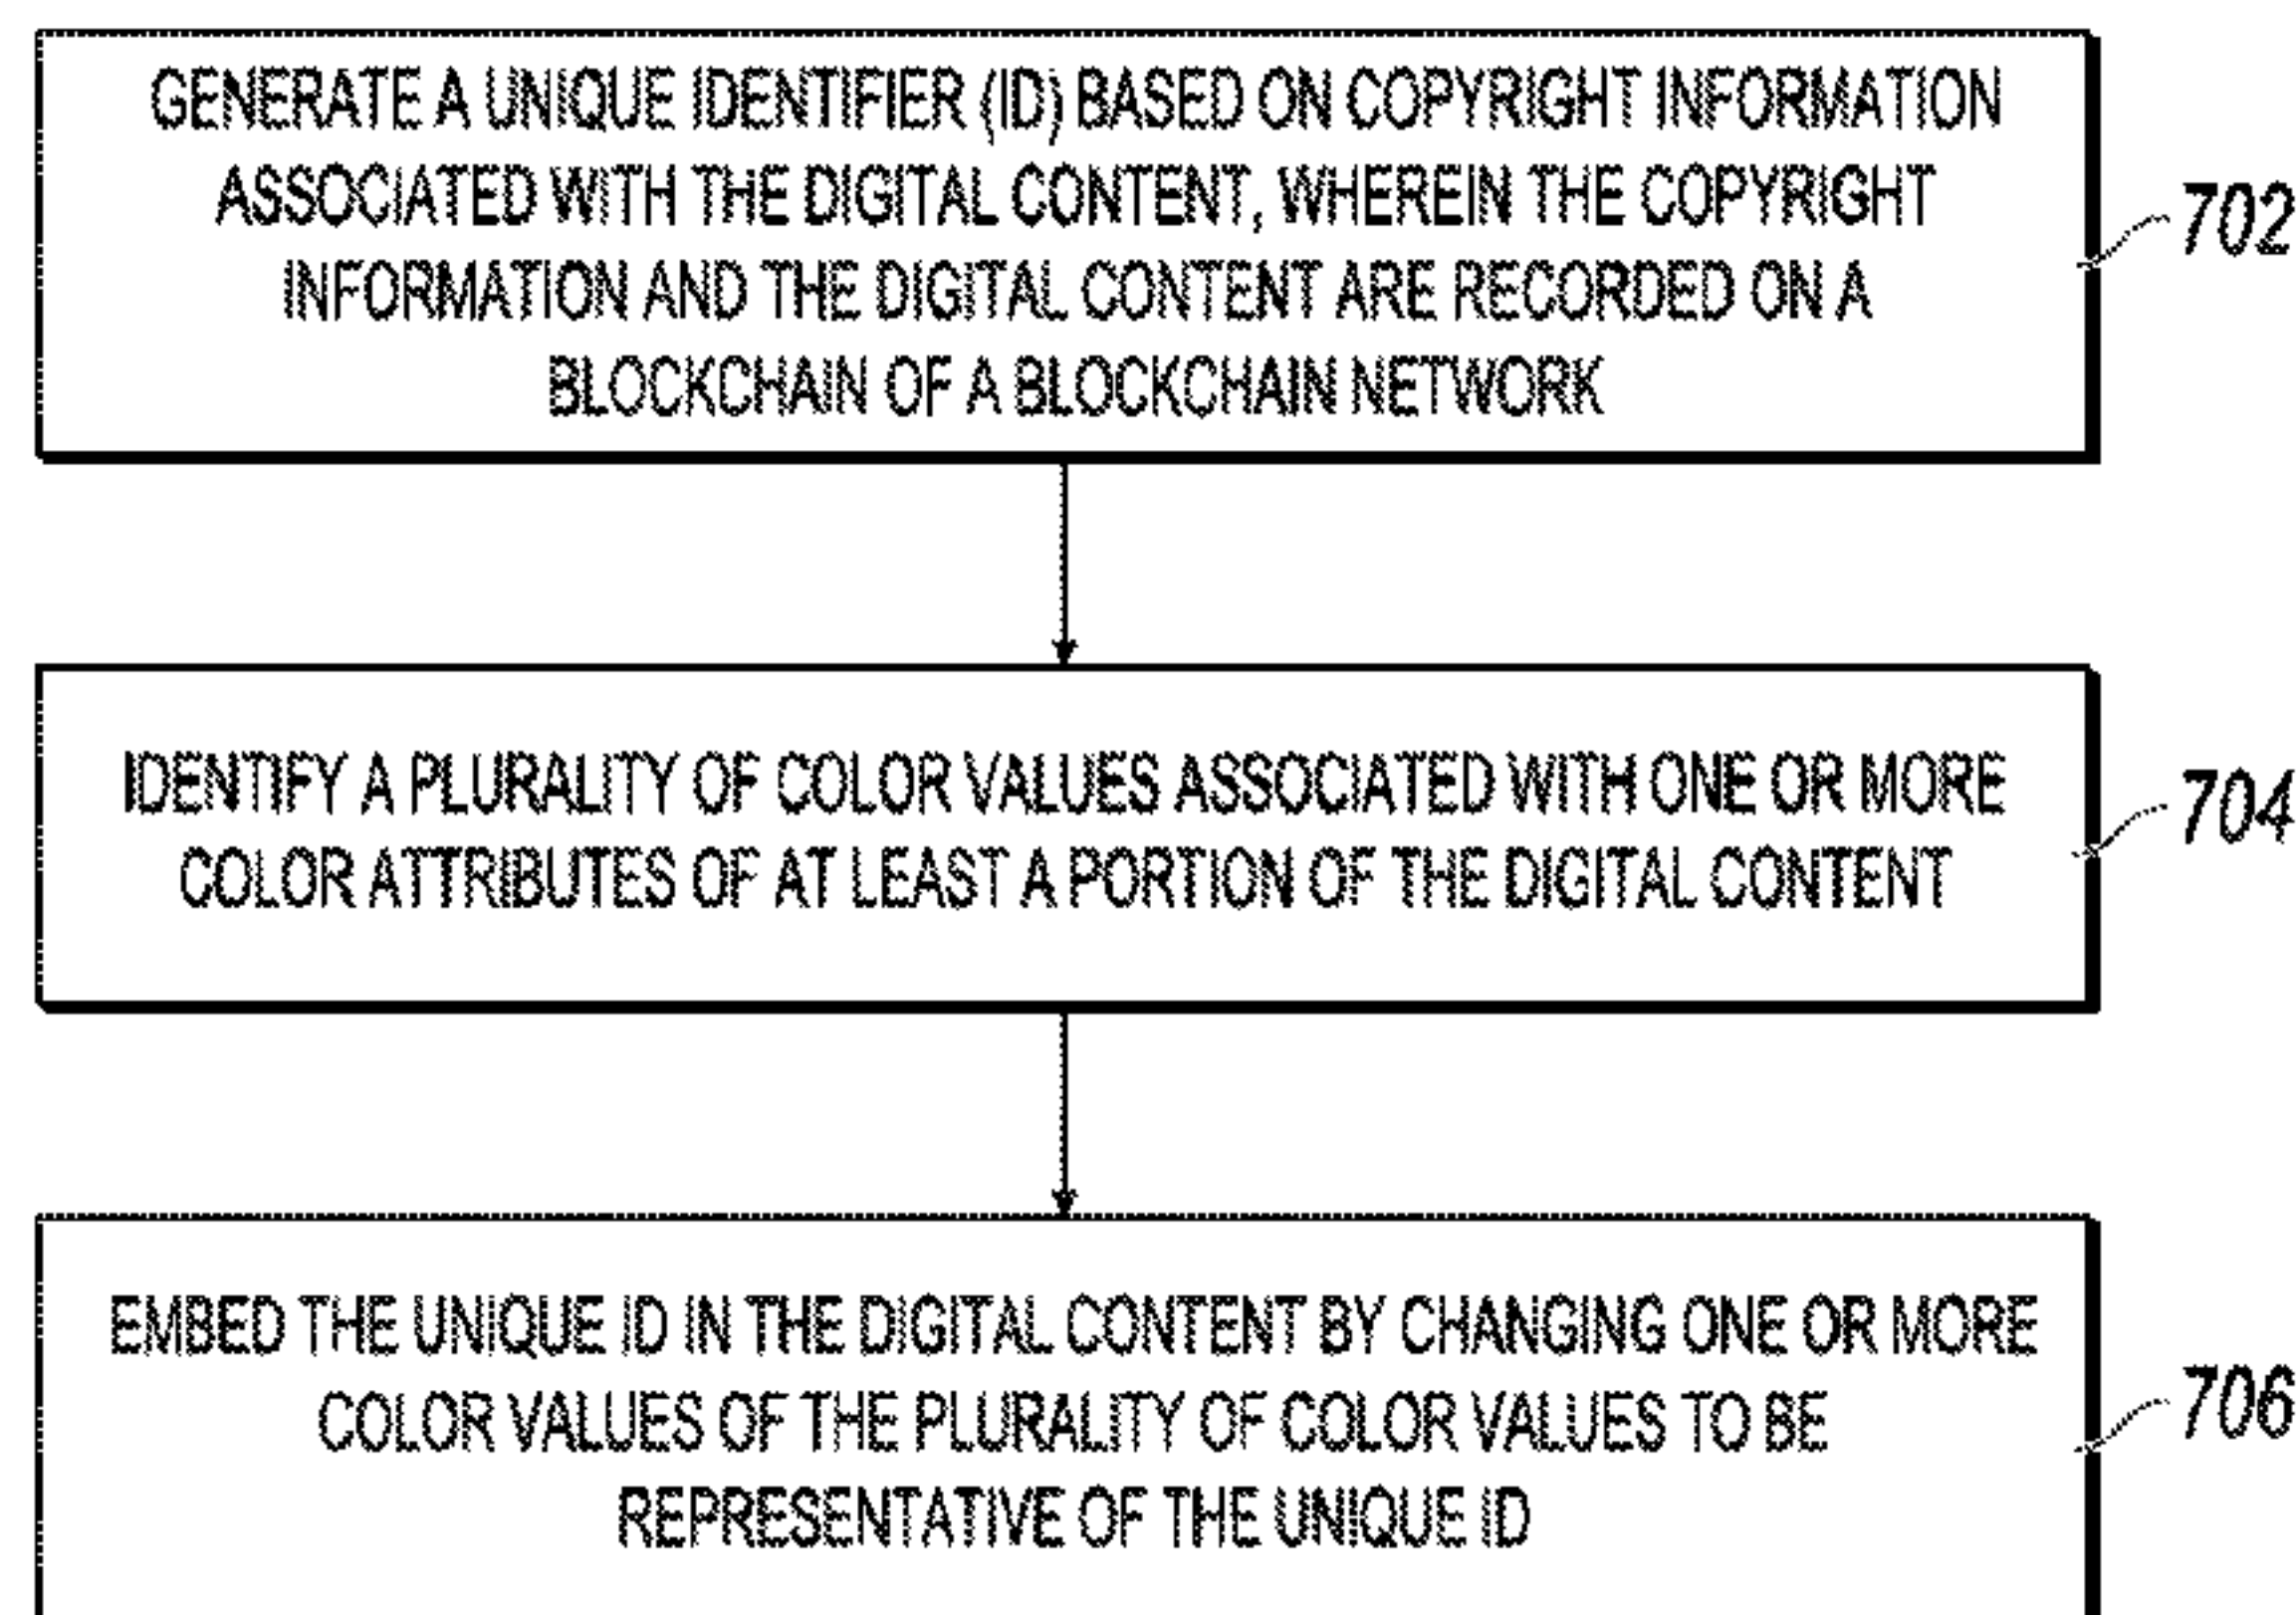 GENERATE A UNIQUE IDENTIFIER (ID) BASED ON COPYRIGHT INFORMATION
ASSOCIATED WITH THE DIGITAL CONTENT, WHEREIN THE COPYRIGHT
INFORMATION AND THE DIGITAL CONTENT ARE RECORDED ON A
BLOCKCHAIN OF A BLOCKCHAIN NETWORK
702
IDENTIFY A PLURALITY OF COLOR VALUES ASSOCIATED WITH ONE OR MORE
COLOR ATTRIBUTES OF AT LEAST A PORTION OF THE DIGITAL CONTENT
704
EMBED THE UNIQUE ID IN THE DIGITAL CONTENT BY CHANGING ONE OR MORE
COLOR VALUES OF THE PLURALITY OF COLOR VALUES TO BE
REPRESENTATIVE OF THE UNIQUE ID
706